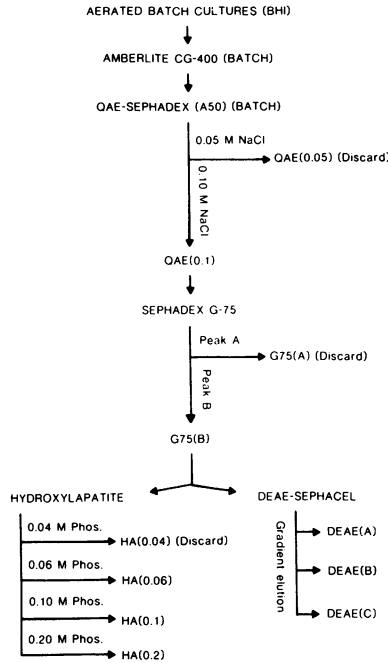 AERATED BATCH CULTURES (BHI)
AMBERLITE CG-400 (BATCH)
QAE-SEPHADEX (A50) (BATCH)
0.05 M NaCl
QAE(0.05) (Discard)
0.10 M NaCl
QAE(0.1)
SEPHADEX G-75
Peak A
G75(A) (Discard)
Peak B
G75(B)
HYDROXYLAPATITE
0.04 M Phos.
HA(0.04) (Discard)
0.06 M Phos.
HA(0.06)
0.10 M Phos.
HA(0.1)
0.20 M Phos.
HA(0.2)
DEAE-SEPHACEL
Gradient elution
DEAE(A)
DEAE(B)
DEAE(C)